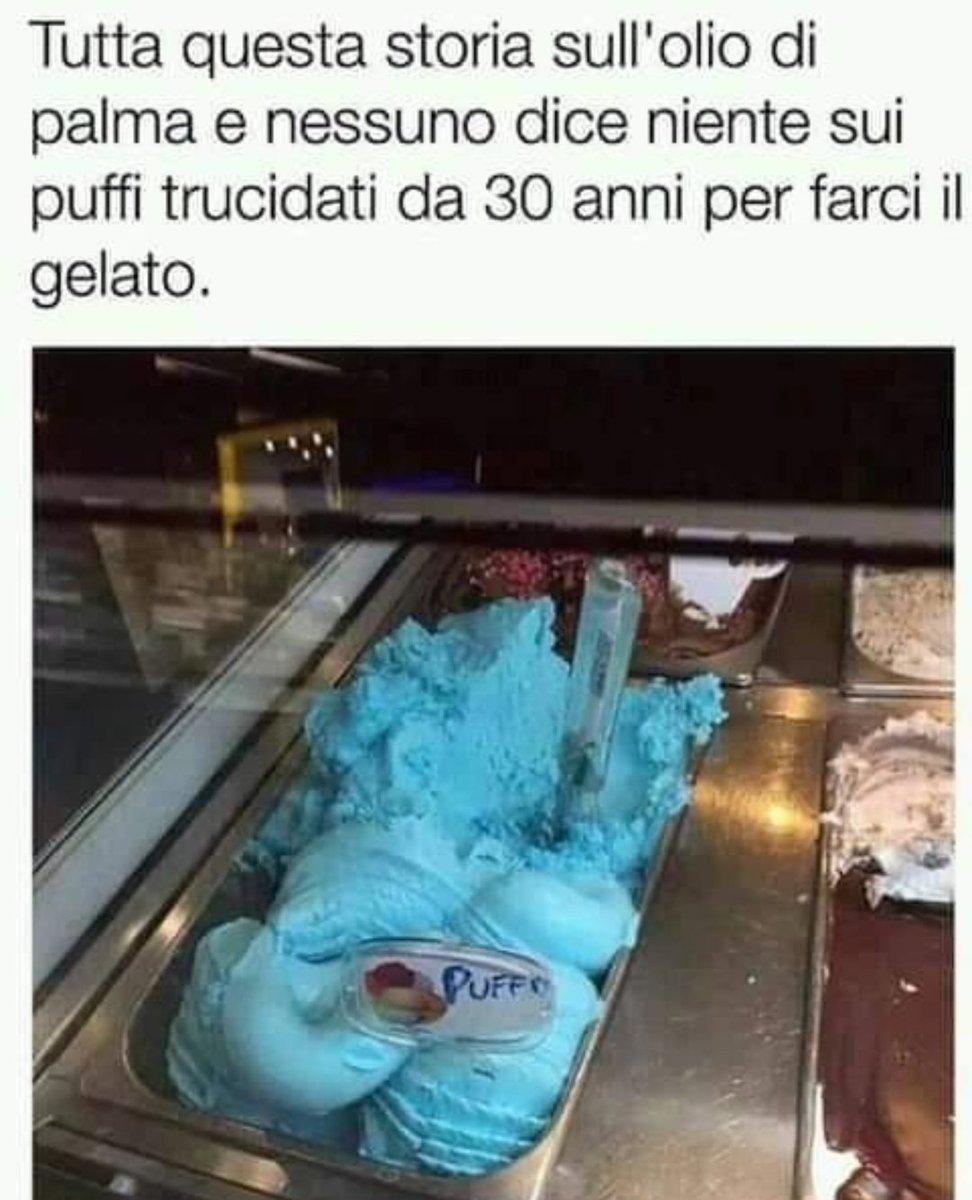 Tutta questa storia sull'olio di
palma e nessuno dice niente sui
puffi trucidati da 30 anni per farci il
gelato.
PUFFO